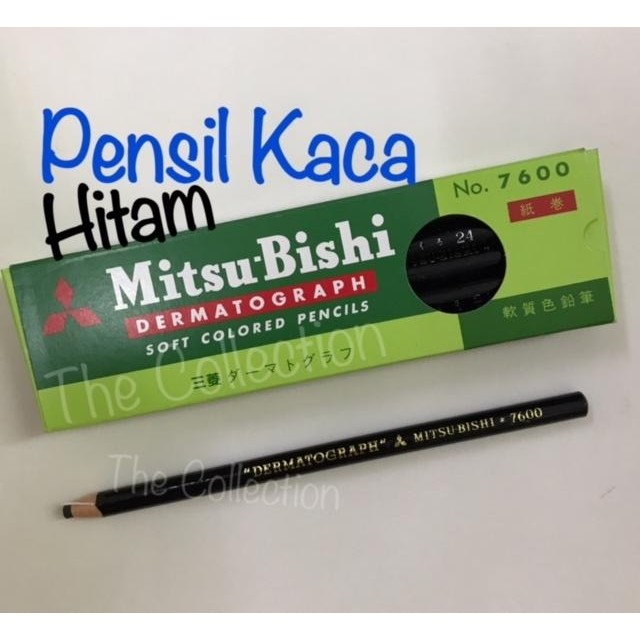 Pensil Kaca
Hitam
No. 7600
紙巻
24
Mitsu-Bishi
DERMATOGRAPH
SOFT COLORED PENCILS
三菱ダーマトグラフ
軟質色鉛筆
The Collection
"DERMATOGRAPH" MITSU-BISHI 7600
The Collection